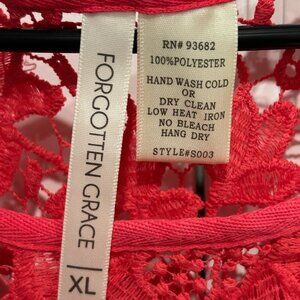 FORGOTTEN GRACE
XL
RN# 93682
100%POLYESTER
HAND WASH COLD
OR
DRY CLEAN
LOW HEAT IRON
NO BLEACH
HANG DRY
STYLE#S003